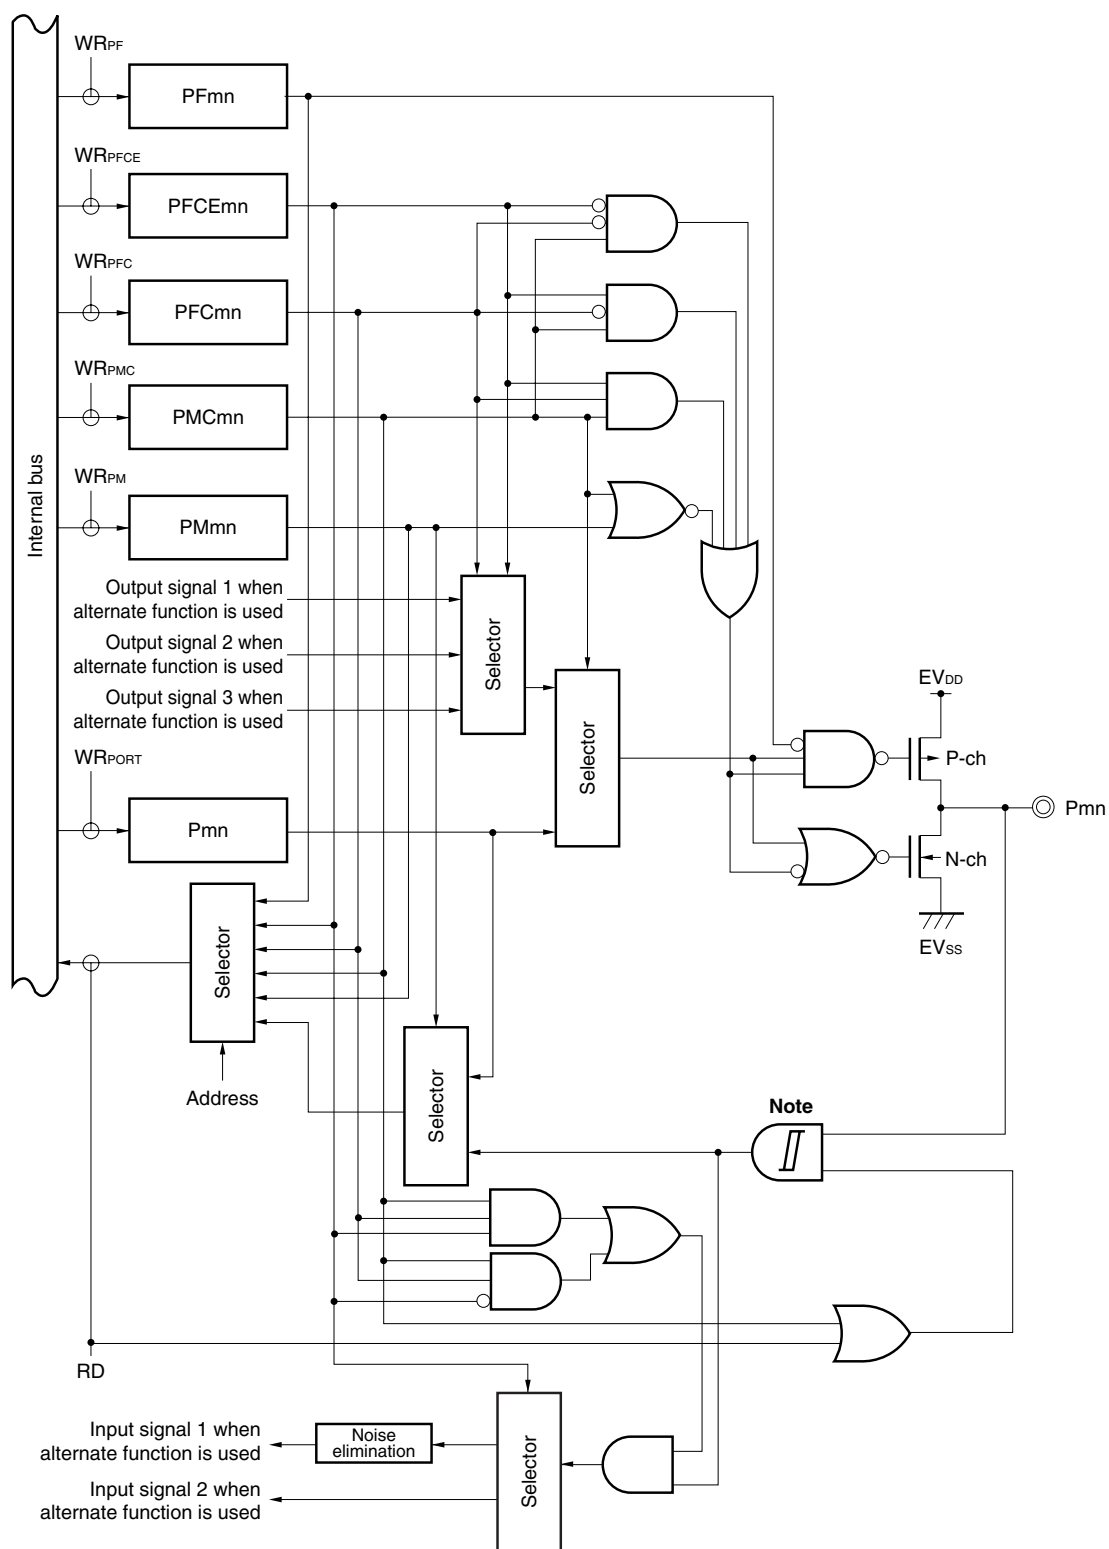 WRPF
PFmn
WRPFCE
PFCEmn
WRPFC
PFCmn
WRPMC
PMCmn
Internal bus
WRPM
PMmn
Output signal 1 when
alternate function is used
Output signal 2 when
alternate function is used
Output signal 3 when
alternate function is used
Selector
Selector
EVDD
P-ch
WRPORT
Pmn
Pmn
N-ch
EVSS
Selector
Address
Selector
Note
RD
Input signal 1 when
alternate function is used
Noise
elimination
Input signal 2 when
alternate function is used
Selector